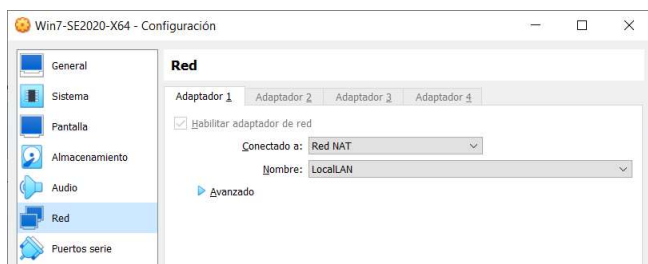 Win7-SE2020-X64 - Configuración
General
Sistema
Pantalla
Almacenamiento
Audio
Red
Puertos serie
Red
Adaptador 1 Adaptador 2 Adaptador 3 Adaptador 4
Habilitar adaptador de red
Conectado a: Red NAT
Nombre: LocalLAN
Avanzado